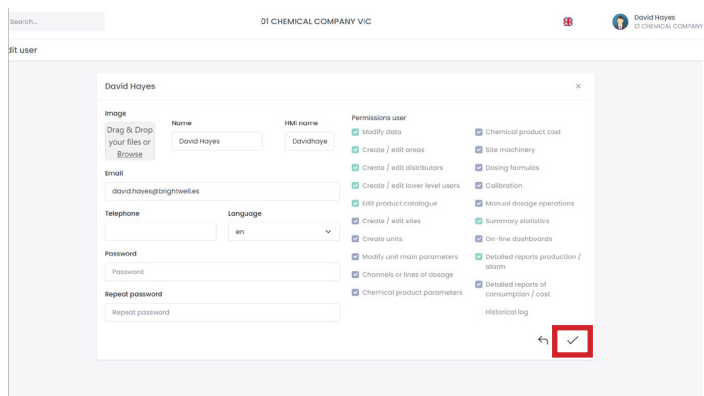 Search...
01 CHEMICAL COMPANY VIC
David Hayes
01 CHEMICAL COMPANY
dit user
David Hayes
Image
Drag & Drop
your files or
Browse
Name
David Hayes
HMI name
Davidhaye
Email
david.hayes@brightwell.es
Telephone
Language
en
Password
Password
Repeat password
Repeat password
Permissions user
Modify data
Create / edit areas
Create / edit distributors
Create / edit lower level users
Edit product catalogue
Create / edit sites
Create units
Modify unit main parameters
Channels or lines of dosage
Chemical product parameters
Chemical product cost
Site machinery
Dosing formulas
Calibration
Manual dosage operations
Summary statistics
On-line dashboards
Detailed reports production /
alarm
Detailed reports of
consumption / cost
Historical log